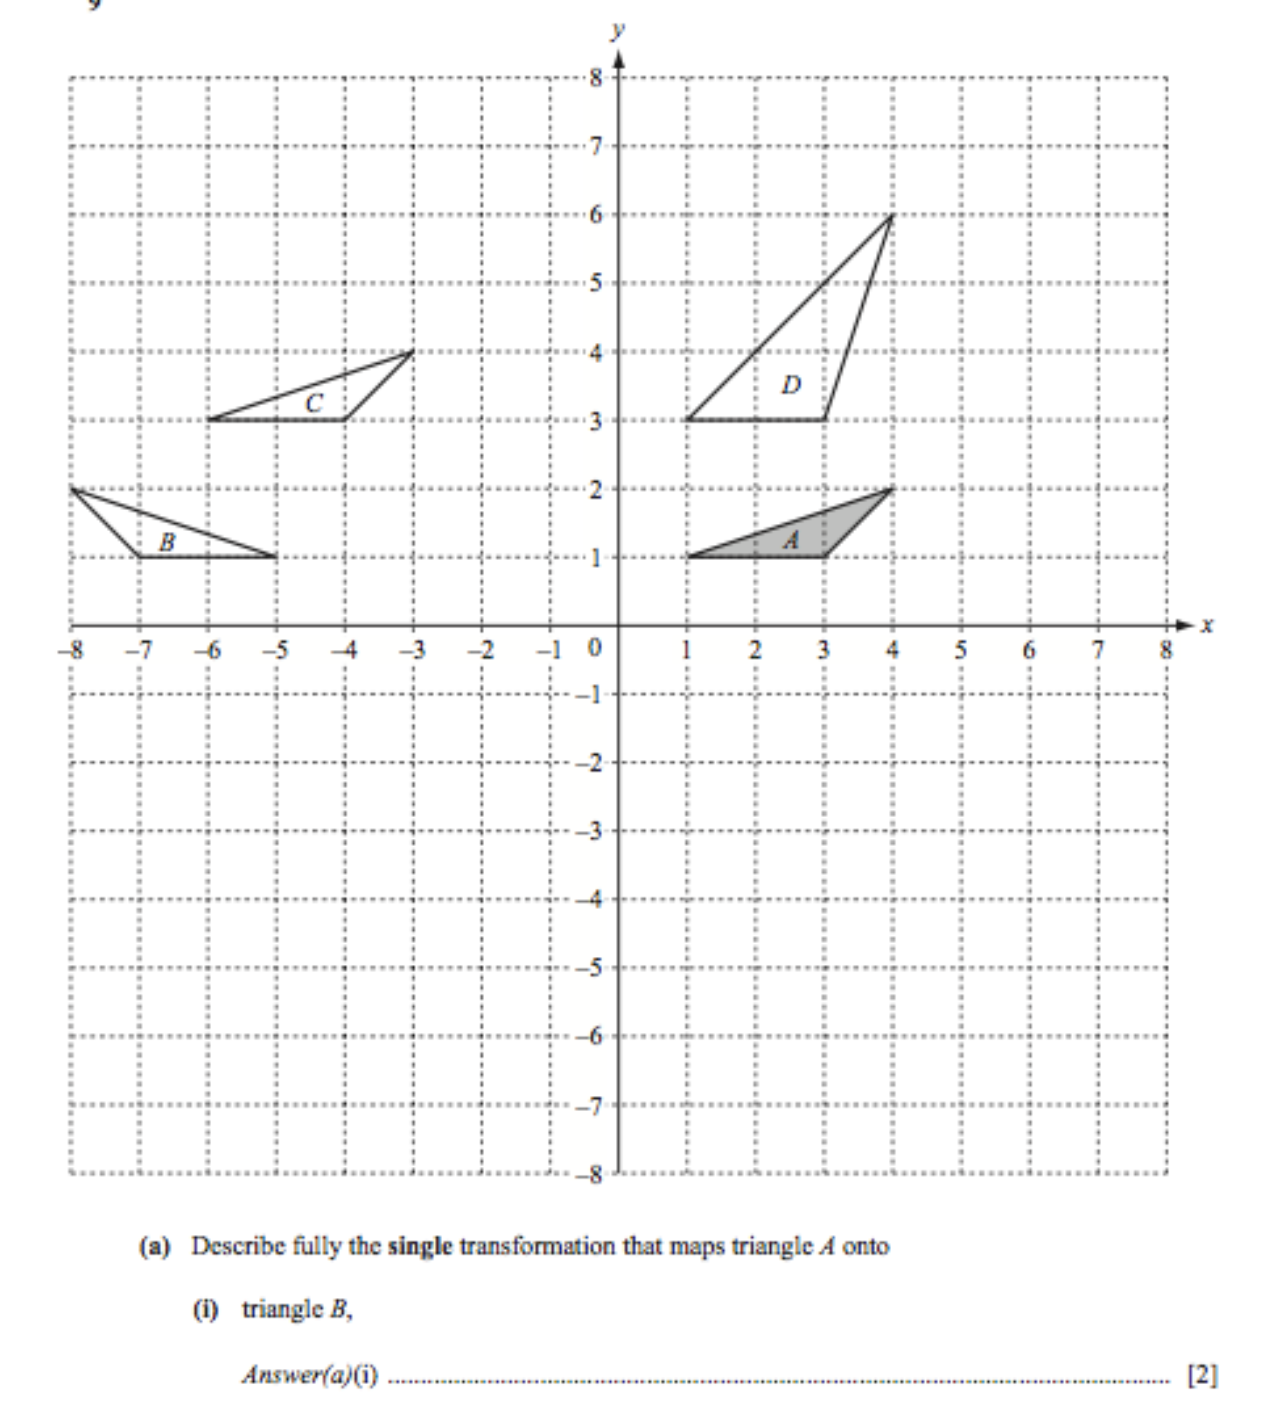 9
y
8
7
6
5
4
3
2
1
D
C
B
A
–8 –7 –6 –5 –4 –3 –2 –1 0 1 2 3 4 5 6 7 8 x
–1
–2
–3
–4
–5
–6
–7
–8
(a) Describe fully the single transformation that maps triangle A onto
(i) triangle B,
Answer(a)(i) ................................................................ [2]